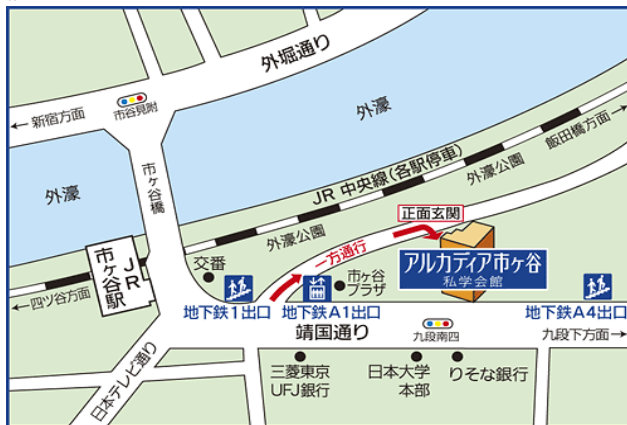 外堀通り
市谷見附
←新宿方面
外濠
飯田橋方面→
市ヶ谷橋
JR 中央線(各駅停車)
外濠公園
外濠
正面玄関
外濠公園
一方通行
アルカディア市ヶ谷
私学会館
JR
市ヶ谷駅
交番
市ヶ谷
プラザ
←四ツ谷方面
地下鉄1出口
地下鉄A1出口
地下鉄A4出口
靖国通り
九段南四
九段下方面→
日本テレビ通り
三菱東京
UFJ銀行
日本大学
本部
りそな銀行